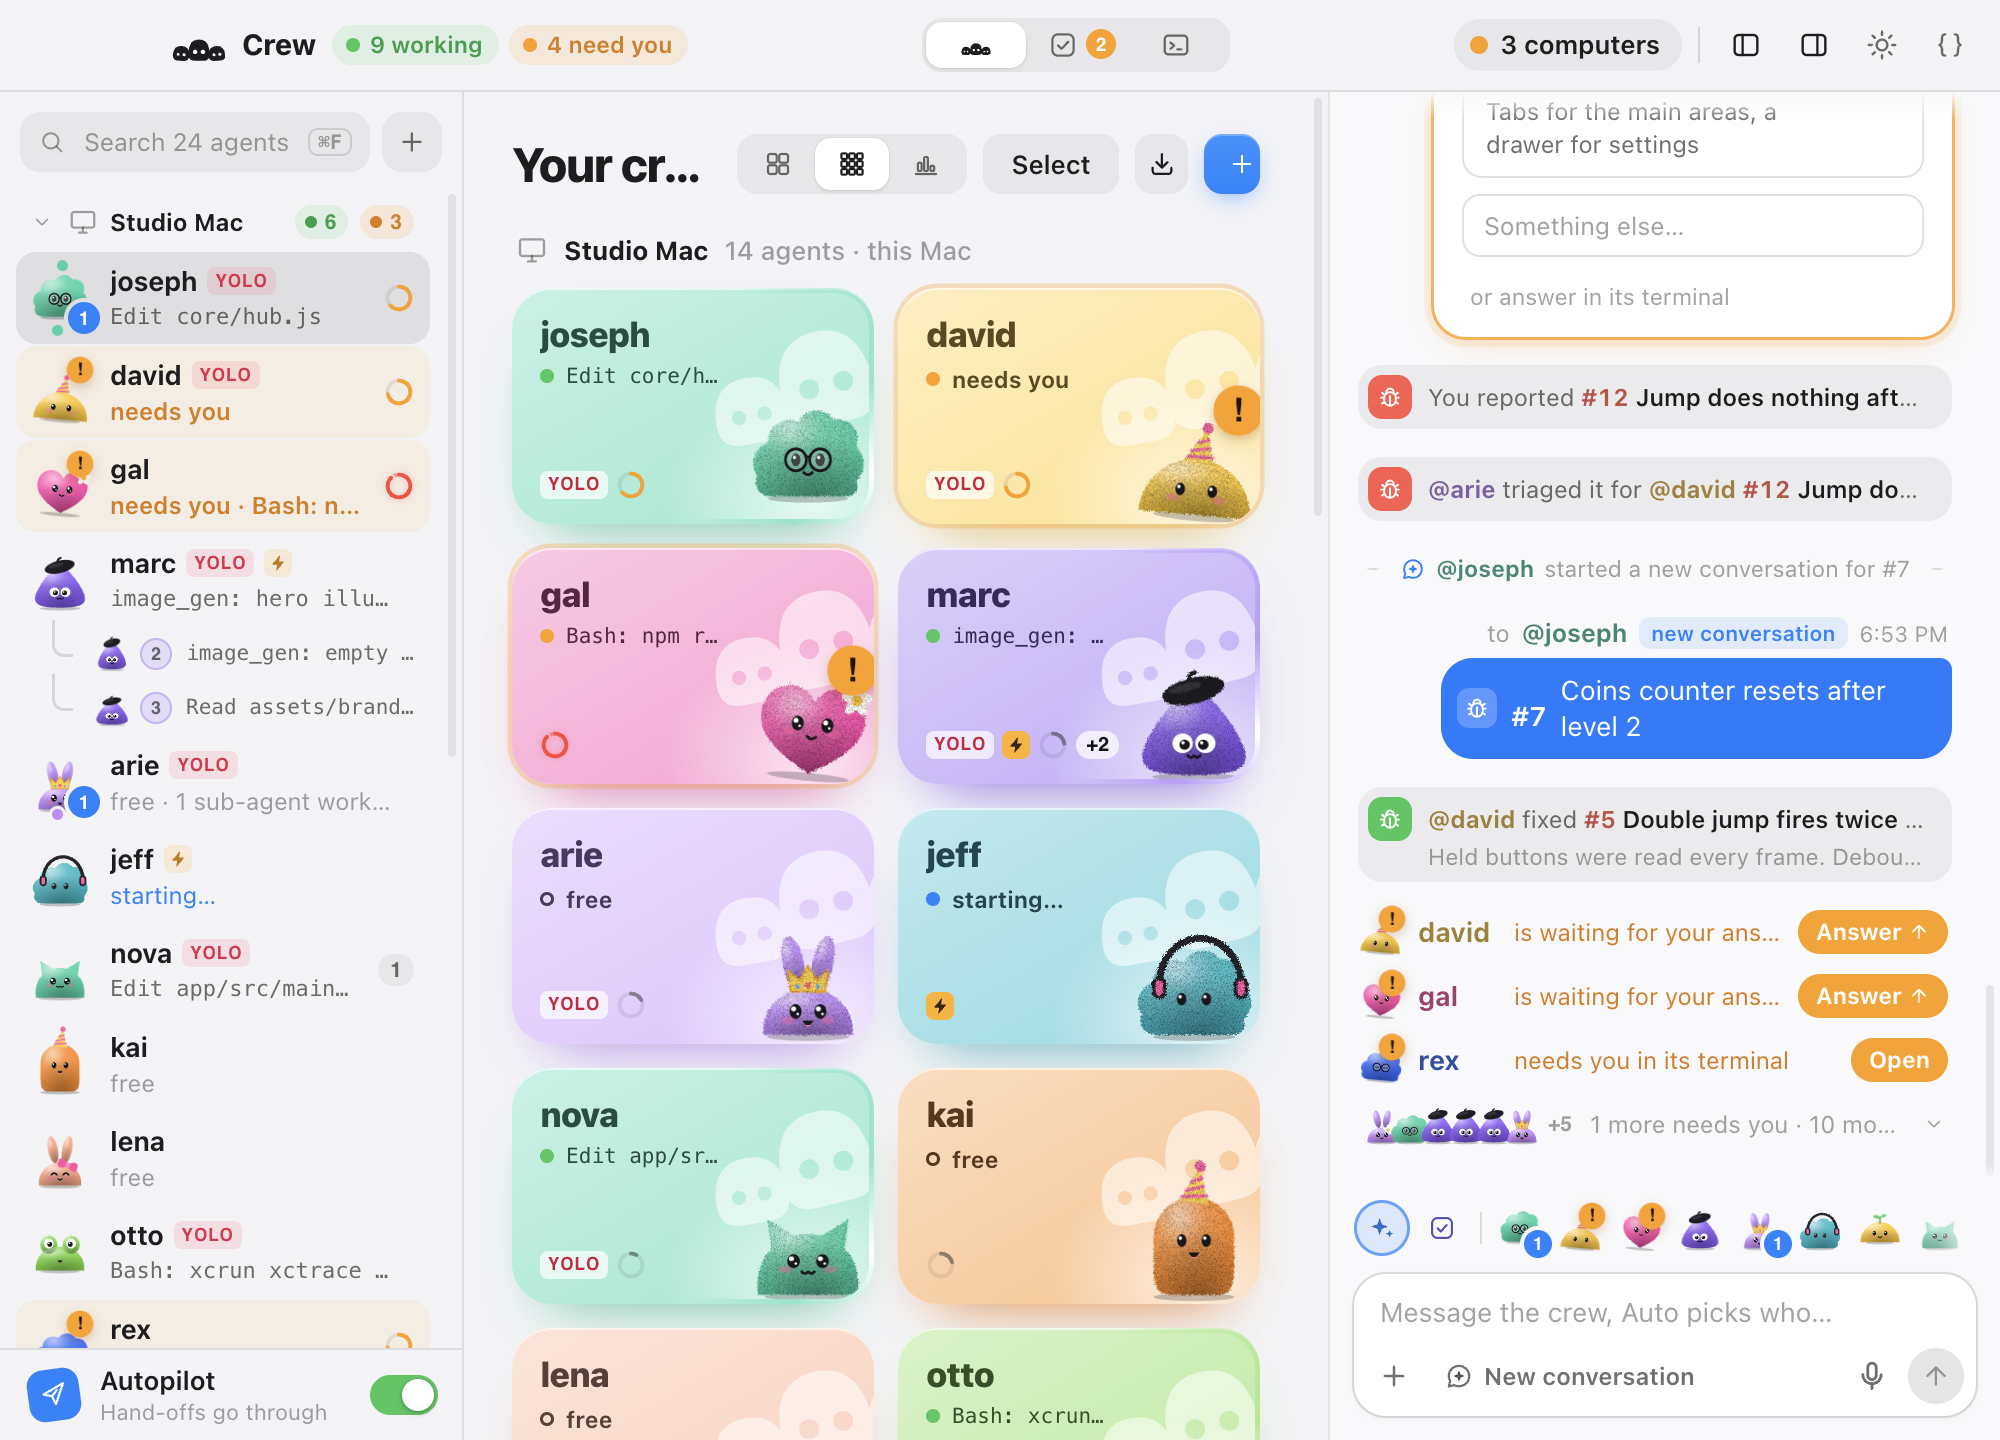 Crew
9 working
4 need you
2
3 computers
Search 24 agents ⌘F
Studio Mac 6 3
joseph YOLO
1 Edit core/hub.js
! david YOLO
needs you
! gal
needs you · Bash: n...
marc YOLO
image_gen: hero illu…
2 image_gen: empty …
3 Read assets/brand…
arie YOLO
1 free · 1 sub-agent work...
jeff
starting...
nova YOLO
Edit app/src/main… 1
kai
free
lena
free
otto YOLO
Bash: xcrun xctrace …
! rex
Autopilot
Hand-offs go through
Your cr...
Select
Studio Mac 14 agents · this Mac
joseph
Edit core/h…
YOLO
david
needs you
!
YOLO
gal
Bash: npm r…
!
marc
image_gen: …
YOLO +2
arie
free
YOLO
jeff
starting...
nova
Edit app/sr…
YOLO
kai
free
lena
free
otto
Bash: xcrun…
Tabs for the main areas, a
drawer for settings
Something else...
or answer in its terminal
You reported #12 Jump does nothing aft...
@arie triaged it for @david #12 Jump do...
@joseph started a new conversation for #7
to @joseph new conversation 6:53 PM
#7 Coins counter resets after
level 2
@david fixed #5 Double jump fires twice ...
Held buttons were read every frame. Debou...
! david is waiting for your ans... Answer ↑
! gal is waiting for your ans... Answer ↑
! rex needs you in its terminal Open
+5 1 more needs you · 10 mo...
1 ! ! 1
Message the crew, Auto picks who...
New conversation